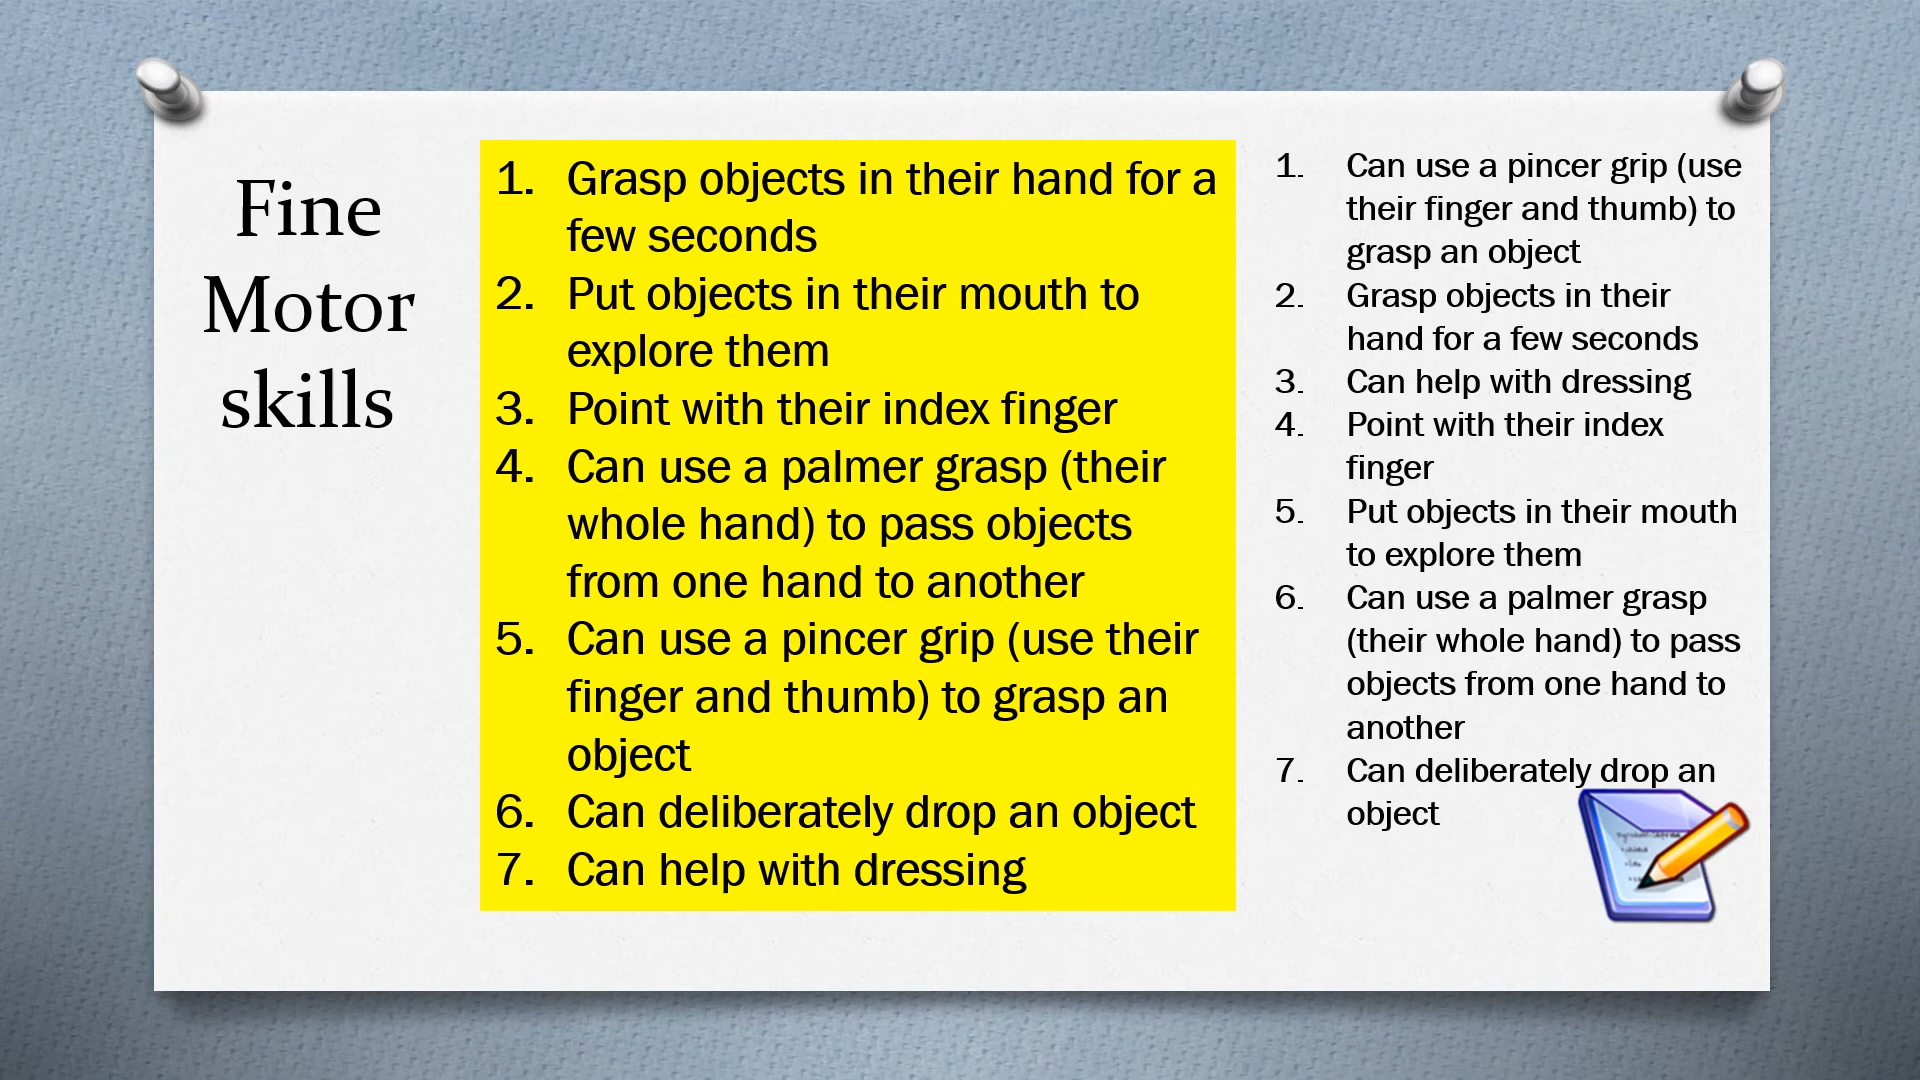 Fine
Motor
skills
1. Grasp objects in their hand for a
few seconds
2. Put objects in their mouth to
explore them
3. Point with their index finger
4. Can use a palmer grasp (their
whole hand) to pass objects
from one hand to another
5. Can use a pincer grip (use their
finger and thumb) to grasp an
object
6. Can deliberately drop an object
7. Can help with dressing
1. Can use a pincer grip (use
their finger and thumb) to
grasp an object
2. Grasp objects in their
hand for a few seconds
3. Can help with dressing
4. Point with their index
finger
5. Put objects in their mouth
to explore them
6. Can use a palmer grasp
(their whole hand) to pass
objects from one hand to
another
7. Can deliberately drop an
object